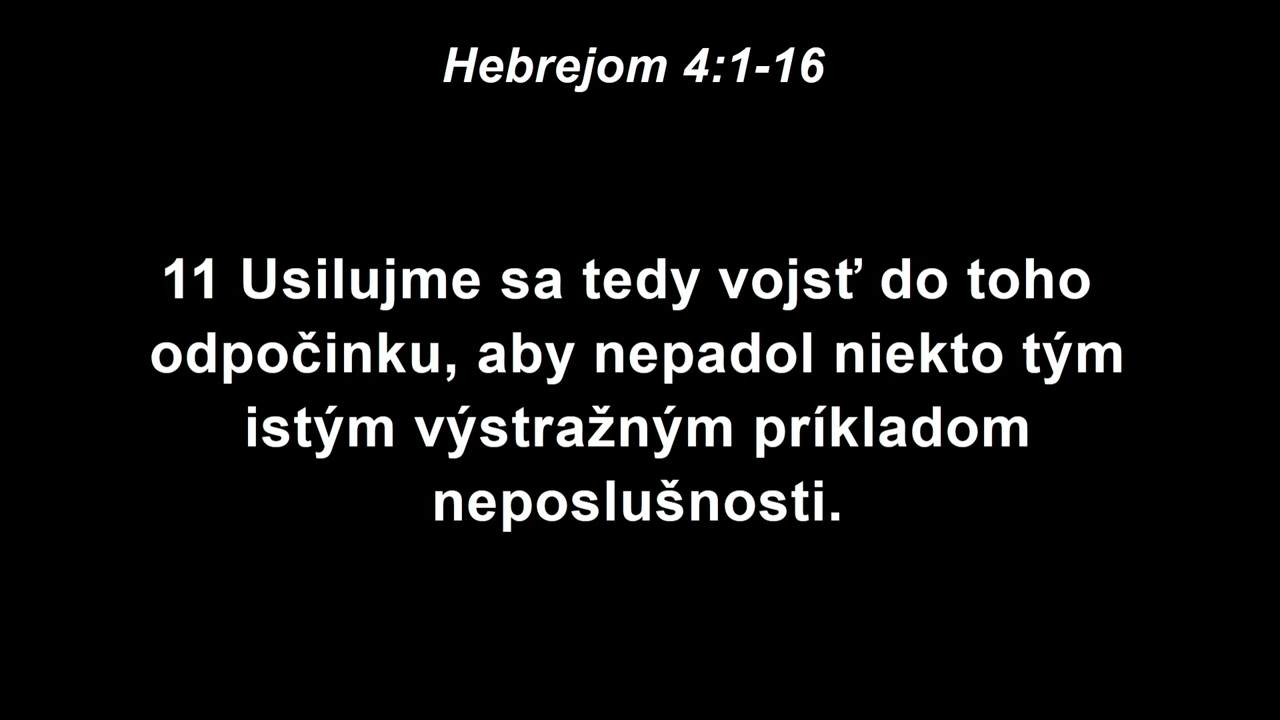 Hebrejom 4:1-16
11 Usilujme sa tedy vojsť do toho
odpočinku, aby nepadol niekto tým
istým výstražným príkladom
neposlušnosti.